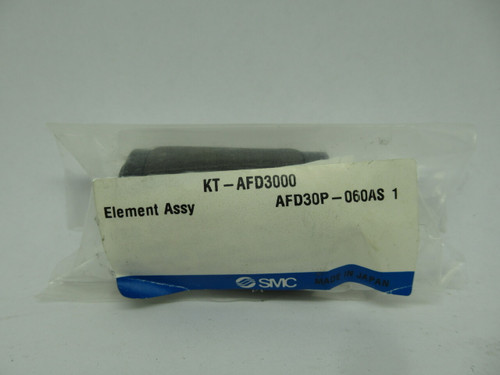 KT-AFD3000
Element Assy AFD30P-060AS 1
SMC MADE IN JAPAN